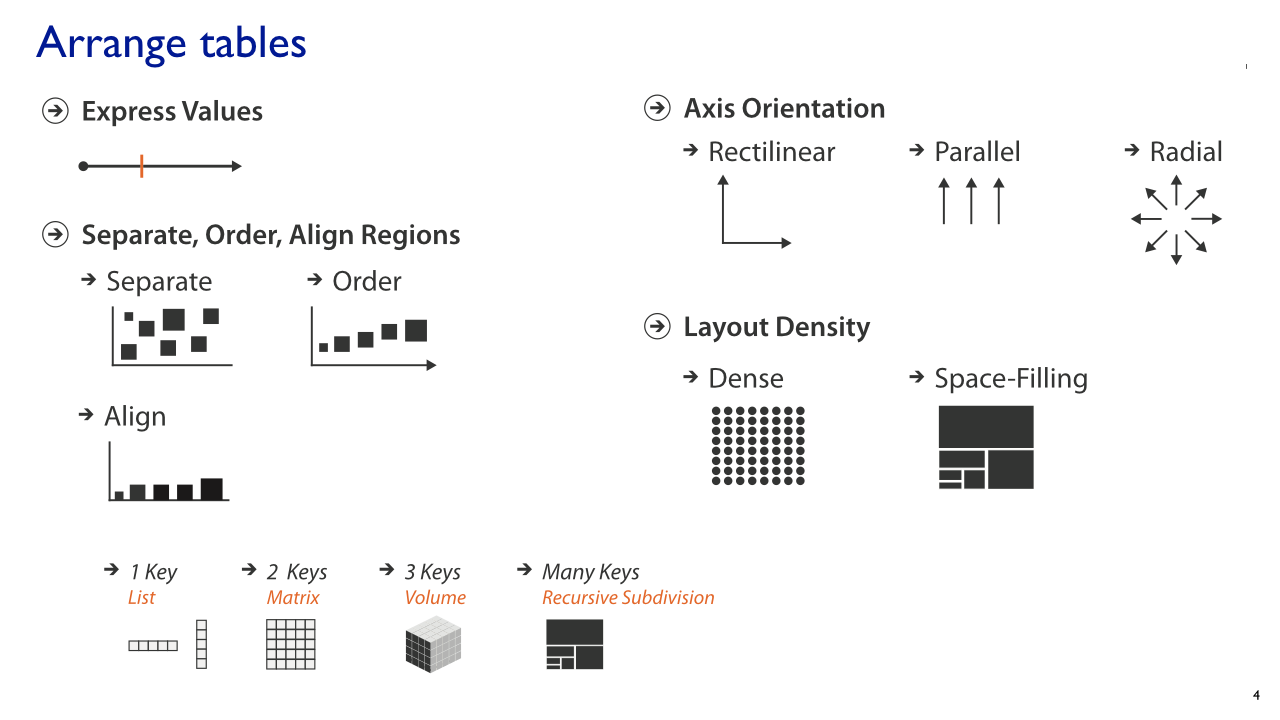 Arrange tables
Express Values
Separate, Order, Align Regions
Separate
Order
Align
1 Key
List
2 Keys
Matrix
3 Keys
Volume
Many Keys
Recursive Subdivision
Axis Orientation
Rectilinear
Parallel
Radial
Layout Density
Dense
Space-Filling
4